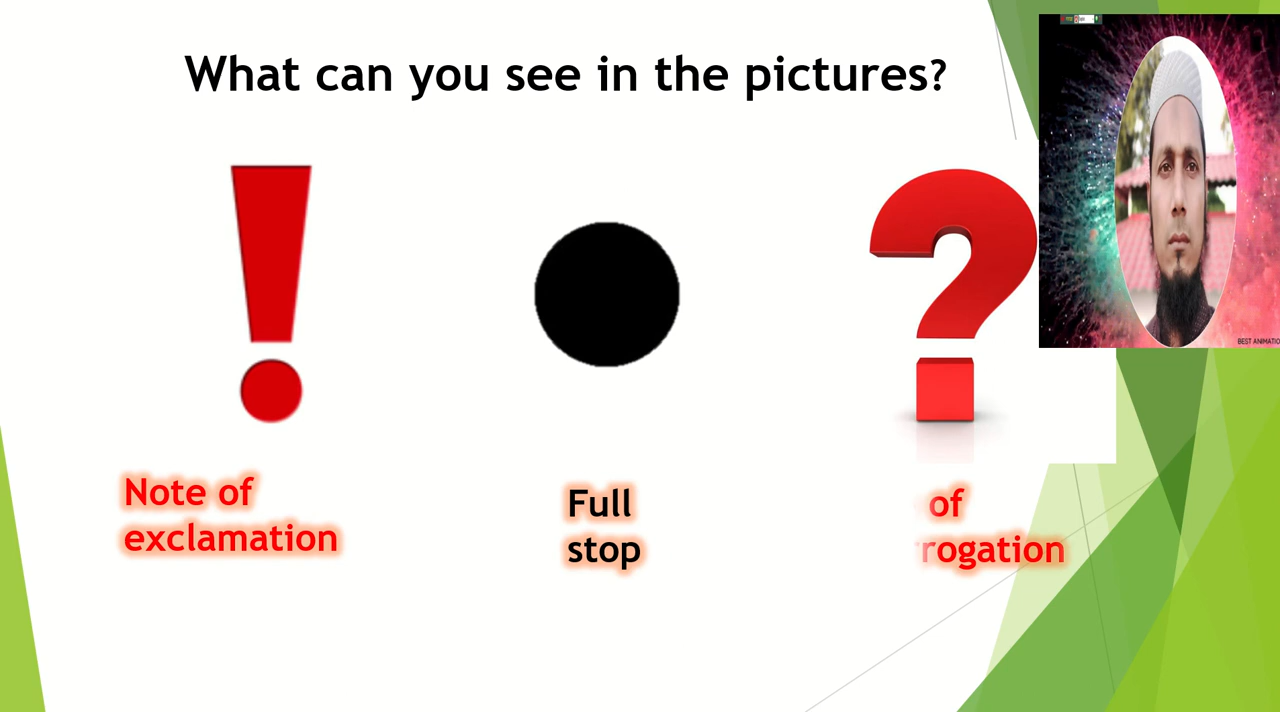 What can you see in the pictures?
Note of
exclamation
Full
stop
of
rogation
BEST ANIMATIO